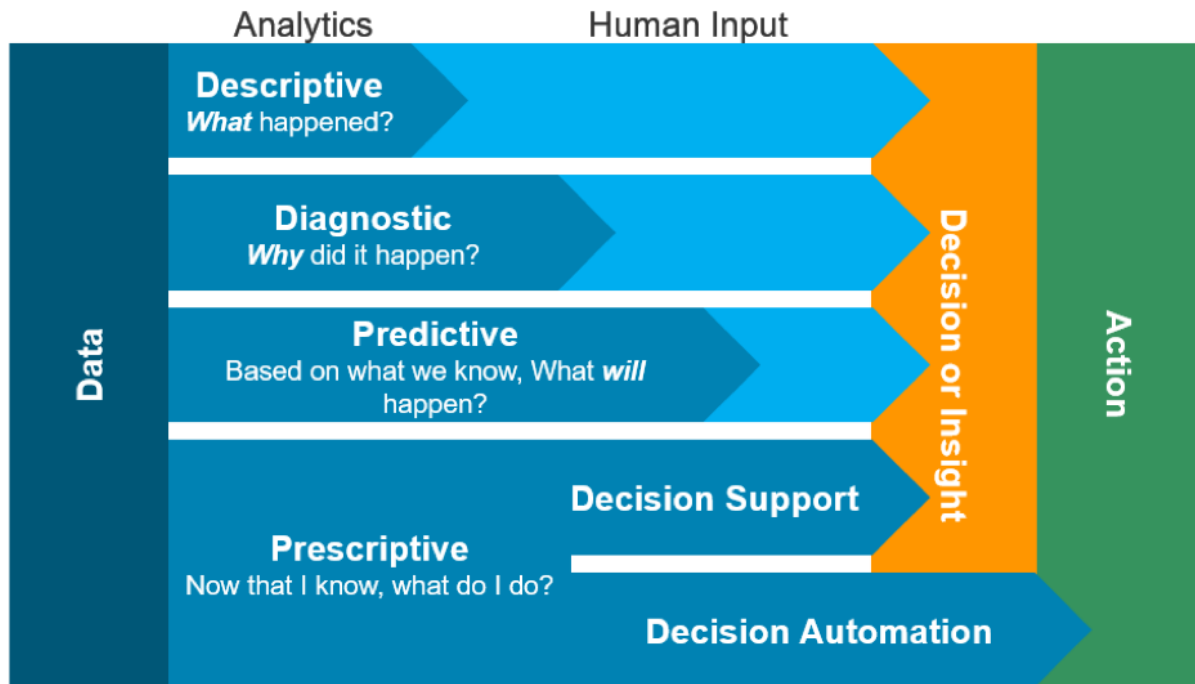 Analytics
Human Input
Descriptive
What happened?
Diagnostic
Why did it happen?
Predictive
Based on what we know, What will
happen?
Prescriptive
Now that I know, what do I do?
Decision Support
Decision Automation
Data
Decision or Insight
Action